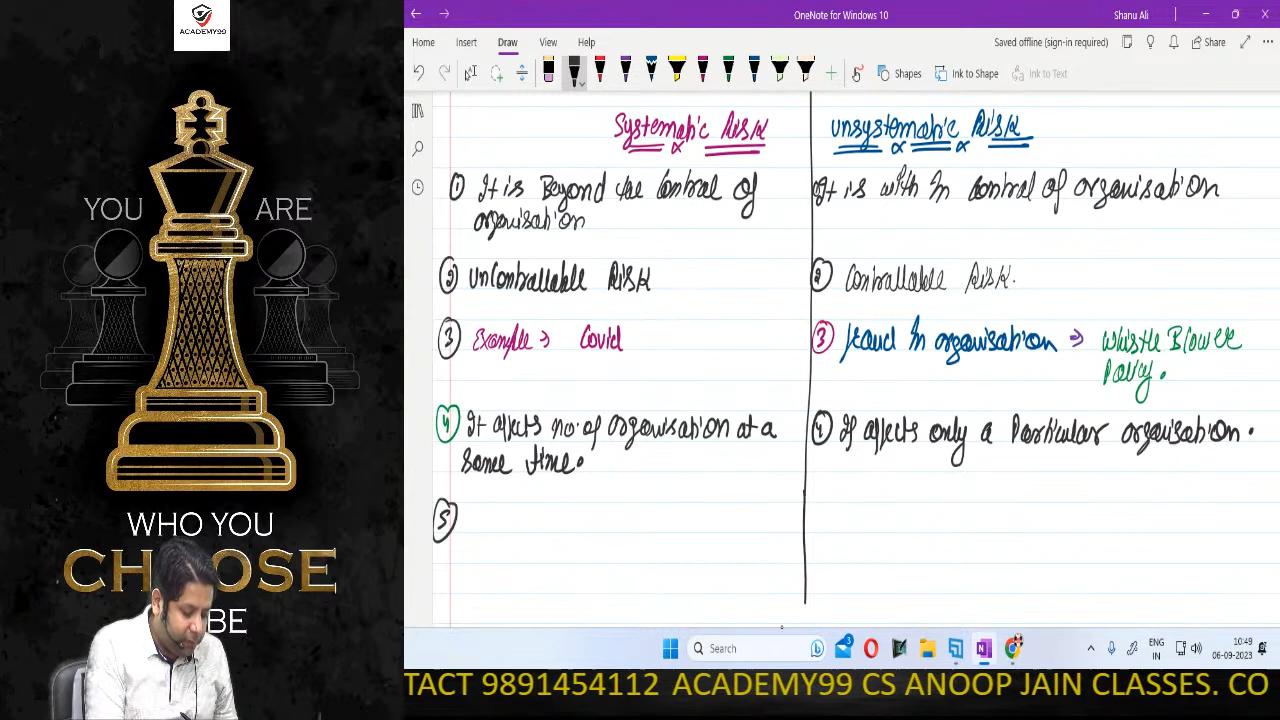 ACADEMY99
YOU ARE
WHO YOU
CHOOSE
BE
OneNote for Windows 10
Shanu Ali
Home Insert Draw View Help
Saved offline (sign-in required)
Share
Shapes
Ink to Shape
Ink to Text
Systematic Risk
① It is Beyond the Control of
organisation
② UnControllable Risk
③ Example → Covid
④ It affects no. of organisation at a
same time.
⑤
Unsystematic Risk
It is with In control of organisation
② Controllable Risk.
③ fraud In organisation ⇒ Whistle Blower
Policy.
④ It affects only a Particular organisation.
Search
3
ENG
IN
10:49
06-09-2023
TACT 9891454112 ACADEMY99 CS ANOOP JAIN CLASSES. CO